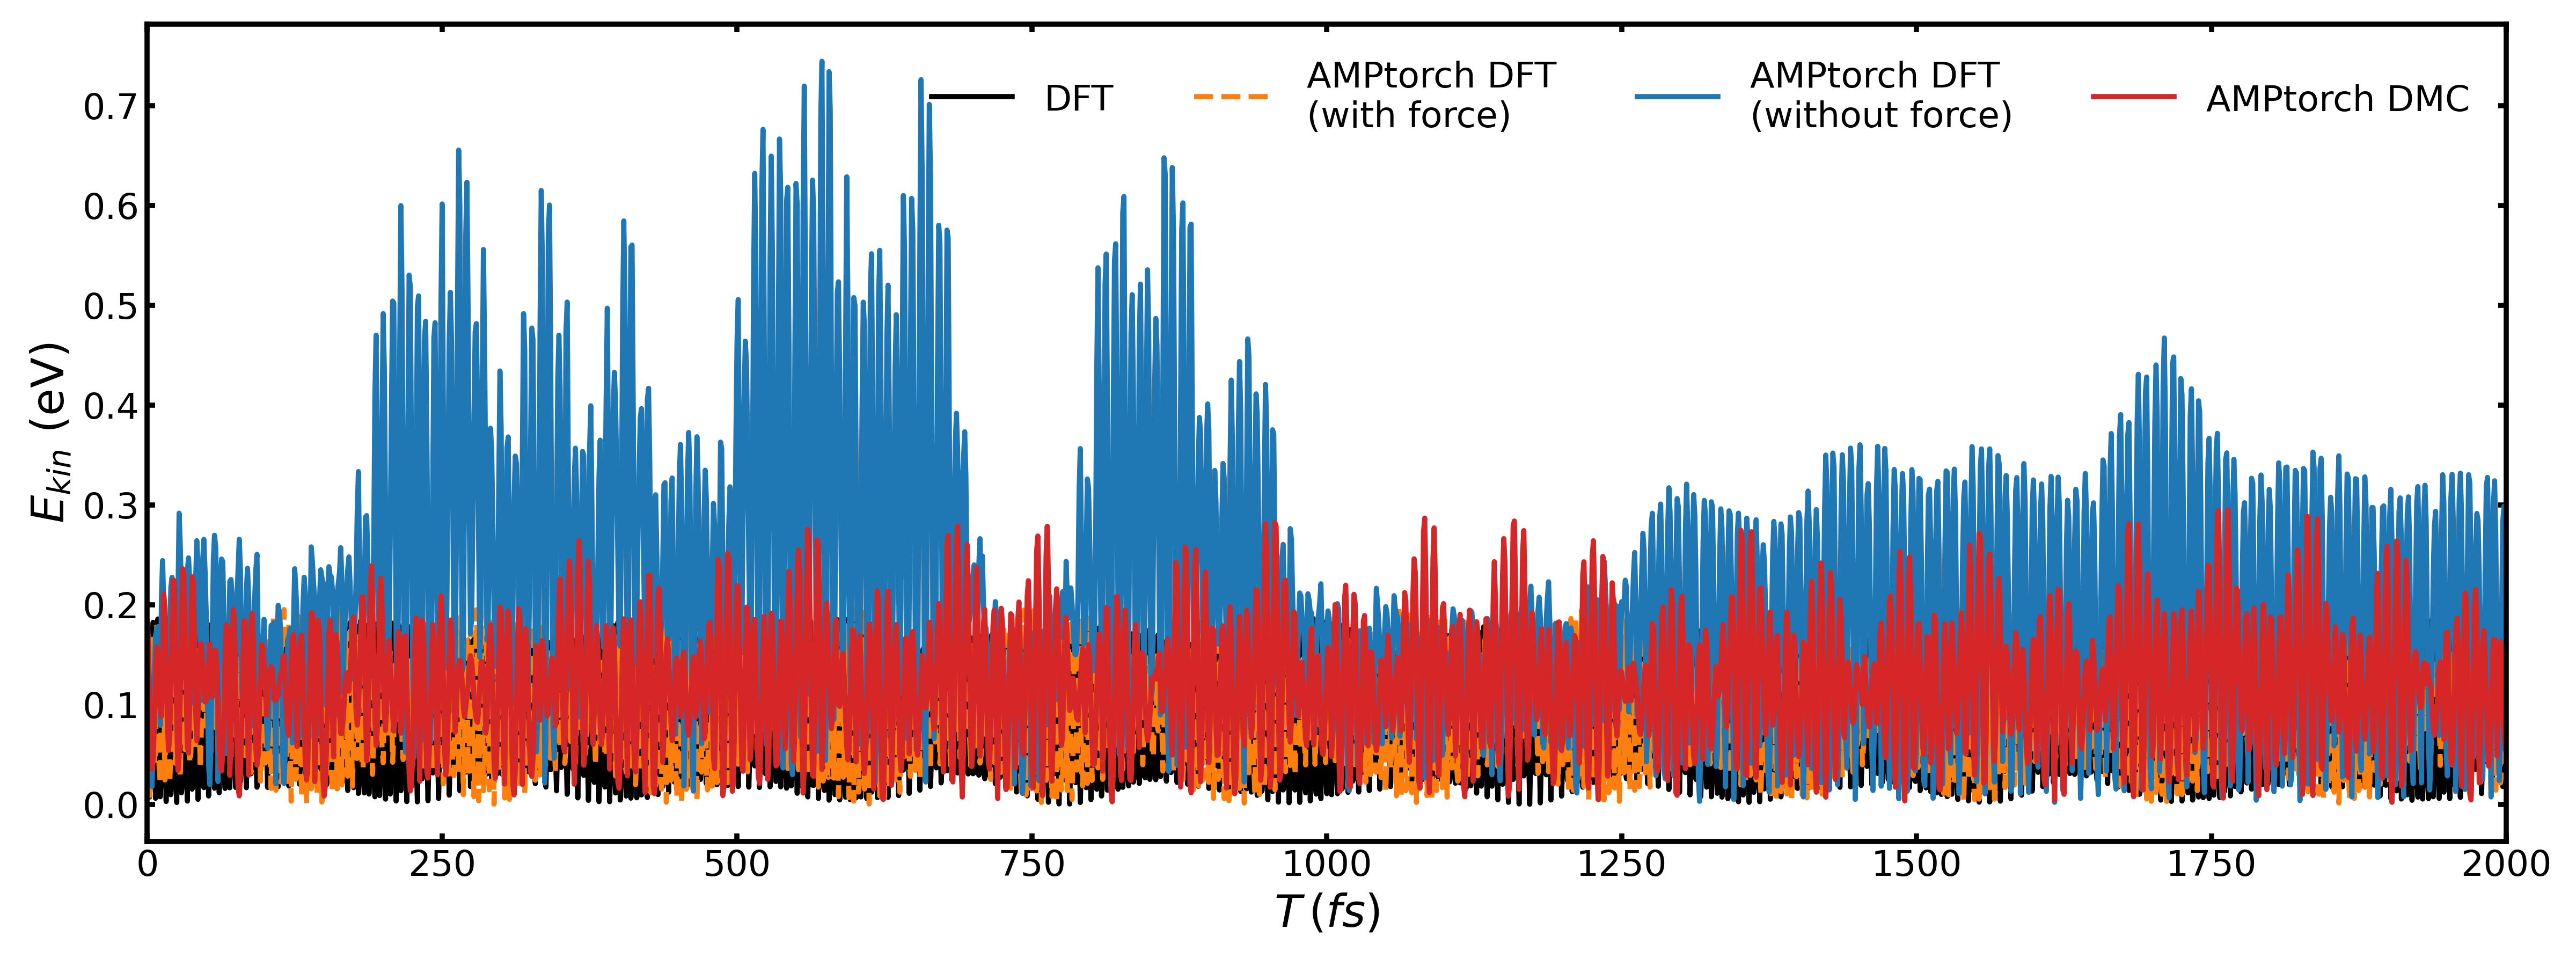 DFT
AMPtorch DFT
(with force)
AMPtorch DFT
(without force)
AMPtorch DMC
E_kin (eV)
0.7
0.6
0.5
0.4
0.3
0.2
0.1
0.0
0 250 500 750 1000 1250 1500 1750 2000
T (fs)